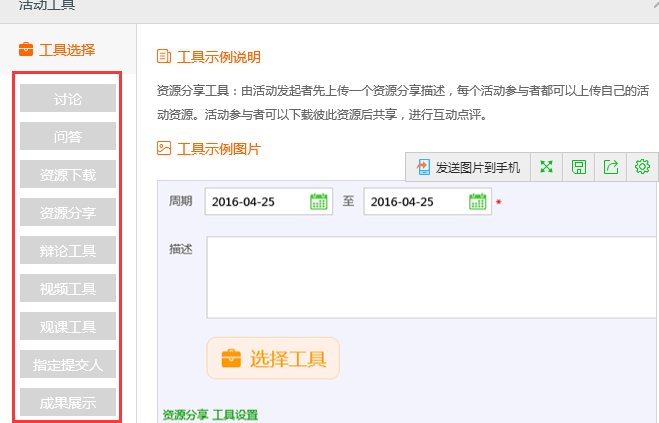 活动工具
工具选择
讨论
问答
资源下载
资源分享
辩论工具
视频工具
观课工具
指定提交人
成果展示
工具示例说明
资源分享工具：由活动发起者先上传一个资源分享描述，每个活动参与者都可以上传自己的活
动资源。活动参与者可以下载彼此资源后共享，进行互动点评。
工具示例图片
发送图片到手机
周期 2016-04-25 至 2016-04-25 *
描述
选择工具
资源分享 工具设置